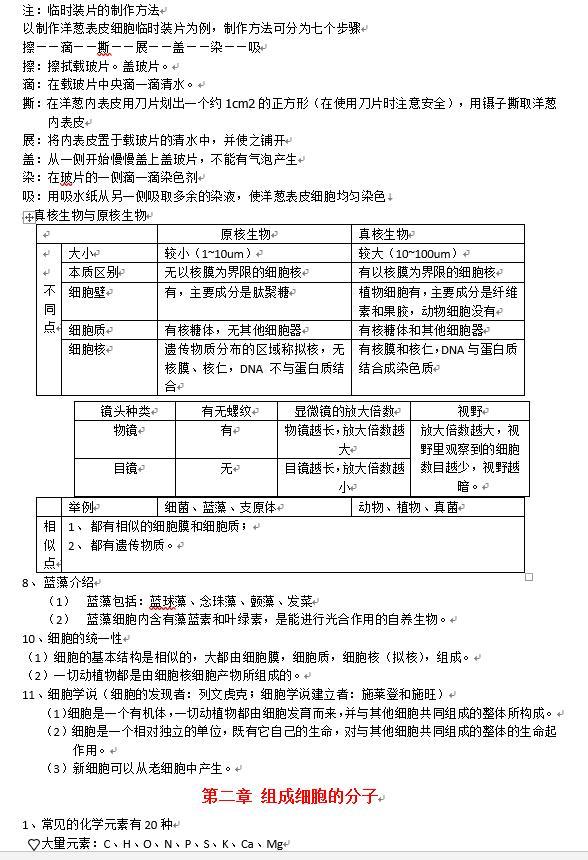 注：临时装片的制作方法
以制作洋葱表皮细胞临时装片为例，制作方法可分为七个步骤
擦——滴——撕——展——盖——染——吸
擦：擦拭载玻片。盖玻片。
滴：在载玻片中央滴一滴清水。
撕：在洋葱内表皮用刀片划出一个约 1cm2 的正方形（在使用刀片时注意安全），用镊子撕取洋葱
内表皮
展：将内表皮置于载玻片的清水中，并使之铺开
盖：从一侧开始慢慢盖上盖玻片，不能有气泡产生
染：在玻片的一侧滴一滴染色剂
吸：用吸水纸从另一侧吸取多余的染液，使洋葱表皮细胞均匀染色
真核生物与原核生物
原核生物 真核生物
不同点
大小 较小（1~10um） 较大（10~100um）
本质区别 无以核膜为界限的细胞核 有以核膜为界限的细胞核
细胞壁 有，主要成分是肽聚糖 植物细胞有，主要成分是纤维
素和果胶，动物细胞没有
细胞质 有核糖体，无其他细胞器 有核糖体和其他细胞器
细胞核 遗传物质分布的区域称拟核，无 有核膜和核仁，DNA 与蛋白质
核膜、核仁，DNA 不与蛋白质结 结合成染色质
合
镜头种类 有无螺纹 显微镜的放大倍数 视野
物镜 有 物镜越长，放大倍数越 放大倍数越大，视
大 野里观察到的细胞
目镜 无 目镜越长，放大倍数越 数目越少，视野越
小 暗。
举例 细菌、蓝藻、支原体 动物、植物、真菌
相似点
1、都有相似的细胞膜和细胞质；
2、都有遗传物质。
8、蓝藻介绍
（1） 蓝藻包括：蓝球藻、念珠藻、颤藻、发菜
（2） 蓝藻细胞内含有藻蓝素和叶绿素，是能进行光合作用的自养生物。
10、细胞的统一性
（1）细胞的基本结构是相似的，大都由细胞膜，细胞质，细胞核（拟核），组成。
（2）一切动植物都是由细胞核细胞产物所组成的。
11、细胞学说（细胞的发现者：列文虎克；细胞学说建立者：施莱登和施旺）
（1）细胞是一个有机体，一切动植物都由细胞发育而来，并与其他细胞共同组成的整体所构成。
（2）细胞是一个相对独立的单位，既有它自己的生命，对与其他细胞共同组成的整体的生命起
作用。
（3）新细胞可以从老细胞中产生。
第二章 组成细胞的分子
1、常见的化学元素有 20 种
♡大量元素：C、H、O、N、P、S、K、Ca、Mg